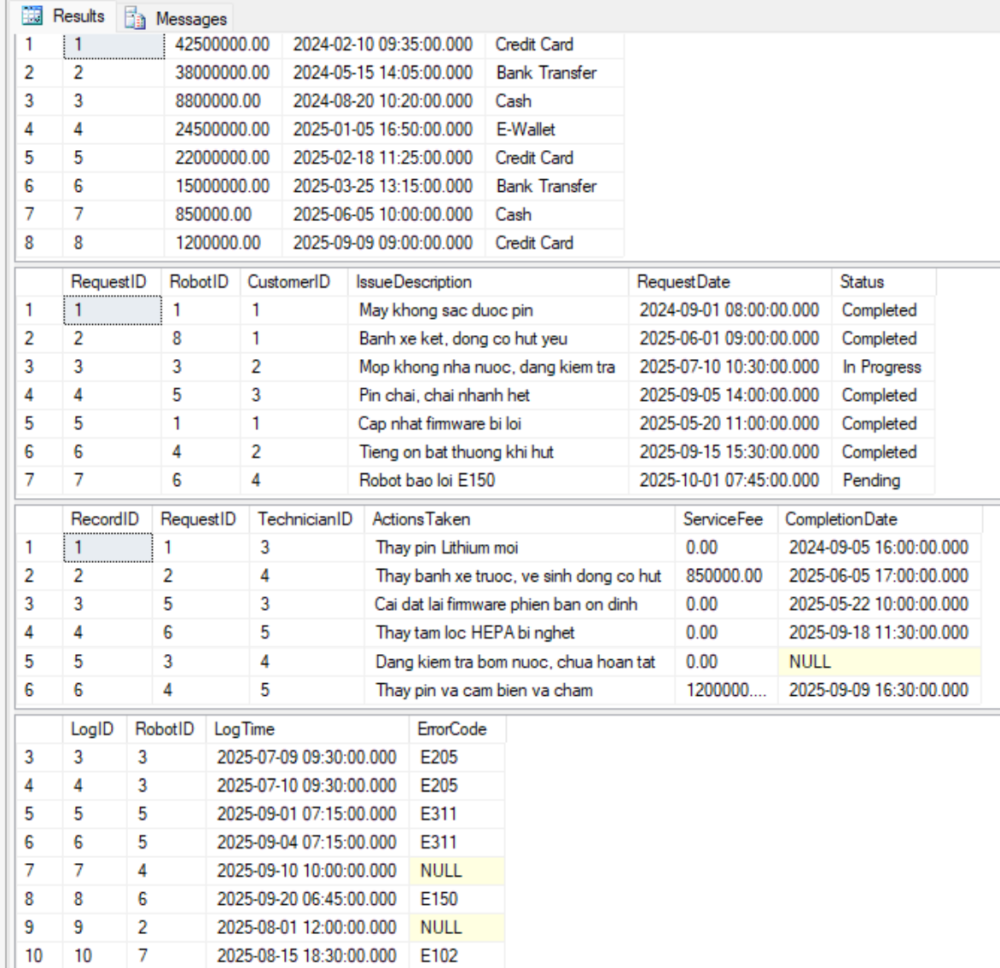 Results Messages
1 1 42500000.00 2024-02-10 09:35:00.000 Credit Card
2 2 38000000.00 2024-05-15 14:05:00.000 Bank Transfer
3 3 8800000.00 2024-08-20 10:20:00.000 Cash
4 4 24500000.00 2025-01-05 16:50:00.000 E-Wallet
5 5 22000000.00 2025-02-18 11:25:00.000 Credit Card
6 6 15000000.00 2025-03-25 13:15:00.000 Bank Transfer
7 7 850000.00 2025-06-05 10:00:00.000 Cash
8 8 1200000.00 2025-09-09 09:00:00.000 Credit Card
RequestID RobotID CustomerID IssueDescription RequestDate Status
1 1 1 1 May khong sac duoc pin 2024-09-01 08:00:00.000 Completed
2 2 8 1 Banh xe ket, dong co hut yeu 2025-06-01 09:00:00.000 Completed
3 3 3 2 Mop khong nha nuoc, dang kiem tra 2025-07-10 10:30:00.000 In Progress
4 4 5 3 Pin chai, chai nhanh het 2025-09-05 14:00:00.000 Completed
5 5 1 1 Cap nhat firmware bi loi 2025-05-20 11:00:00.000 Completed
6 6 4 2 Tieng on bat thuong khi hut 2025-09-15 15:30:00.000 Completed
7 7 6 4 Robot bao loi E150 2025-10-01 07:45:00.000 Pending
RecordID RequestID TechnicianID ActionsTaken ServiceFee CompletionDate
1 1 1 3 Thay pin Lithium moi 0.00 2024-09-05 16:00:00.000
2 2 2 4 Thay banh xe truoc, ve sinh dong co hut 850000.00 2025-06-05 17:00:00.000
3 3 5 3 Cai dat lai firmware phien ban on dinh 0.00 2025-05-22 10:00:00.000
4 4 6 5 Thay tam loc HEPA bi nghet 0.00 2025-09-18 11:30:00.000
5 5 3 4 Dang kiem tra bom nuoc, chua hoan tat 0.00 NULL
6 6 4 5 Thay pin va cam bien va cham 1200000.... 2025-09-09 16:30:00.000
LogID RobotID LogTime ErrorCode
3 3 3 2025-07-09 09:30:00.000 E205
4 4 3 2025-07-10 09:30:00.000 E205
5 5 5 2025-09-01 07:15:00.000 E311
6 6 5 2025-09-04 07:15:00.000 E311
7 7 4 2025-09-10 10:00:00.000 NULL
8 8 6 2025-09-20 06:45:00.000 E150
9 9 2 2025-08-01 12:00:00.000 NULL
10 10 7 2025-08-15 18:30:00.000 E102